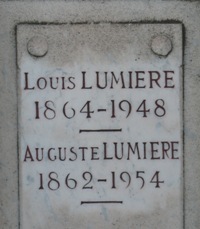 LOUIS LUMIERE
1864-1948
AUGUSTE LUMIERE
1862-1954